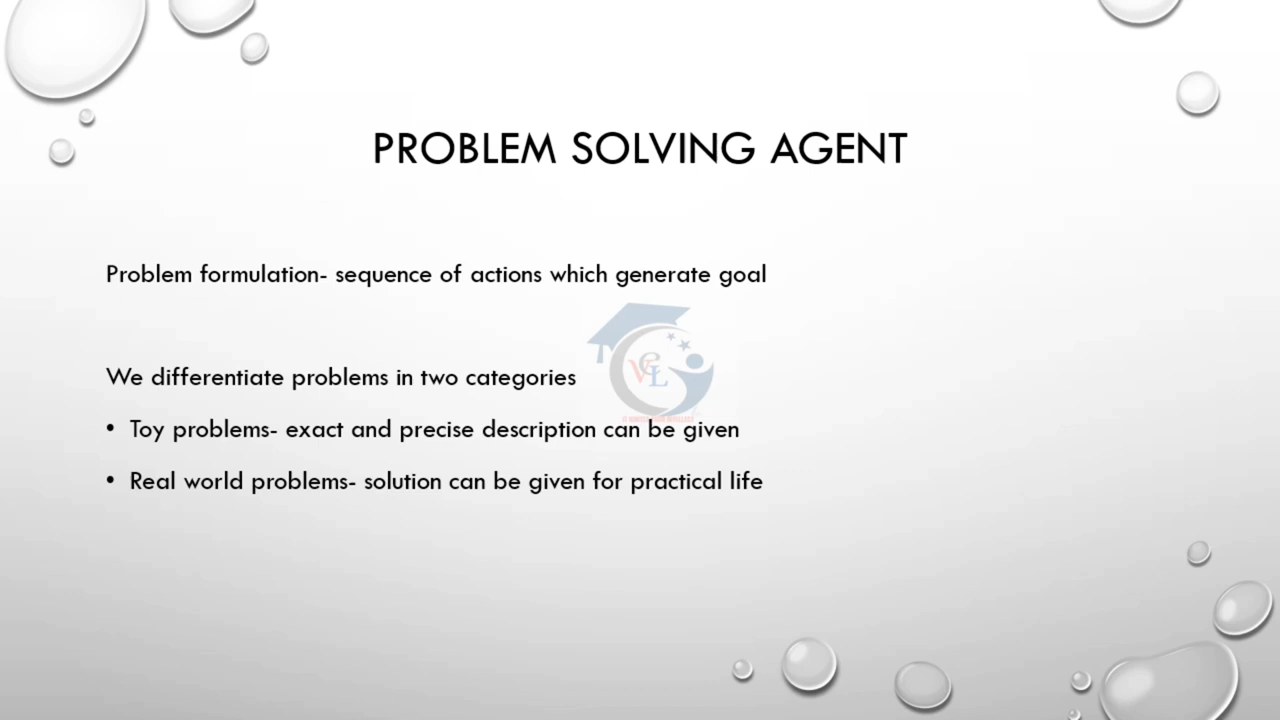 PROBLEM SOLVING AGENT
Problem formulation- sequence of actions which generate goal
We differentiate problems in two categories
• Toy problems- exact and precise description can be given
• Real world problems- solution can be given for practical life
VCL